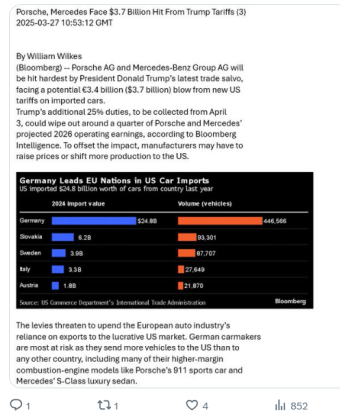 Porsche, Mercedes Face $3.7 Billion Hit From Trump Tariffs (3)
2025-03-27 10:53:12 GMT
By William Wilkes
(Bloomberg) -- Porsche AG and Mercedes-Benz Group AG will
be hit hardest by President Donald Trump's latest trade salvo,
facing a potential €3.4 billion ($3.7 billion) blow from new US
tariffs on imported cars.
Trump's additional 25% duties, to be collected from April
3, could wipe out around a quarter of Porsche and Mercedes'
projected 2026 operating earnings, according to Bloomberg
Intelligence. To offset the impact, manufacturers may have to
raise prices or shift more production to the US.
Germany Leads EU Nations in US Car Imports
US imported $24.8 billion worth of cars from country last year
2024 import value Volume (vehicles)
Germany $24.8B 446,566
Slovakia 6.2B 93,301
Sweden 3.9B 87,707
Italy 3.3B 27,649
Austria 1.8B 21,870
Source: US Commerce Department's International Trade Administration Bloomberg
The levies threaten to upend the European auto industry's
reliance on exports to the lucrative US market. German carmakers
are most at risk as they send more vehicles to the US than to
any other country, including many of their higher-margin
combustion-engine models like Porsche's 911 sports car and
Mercedes' S-Class luxury sedan.
1 1 4 852